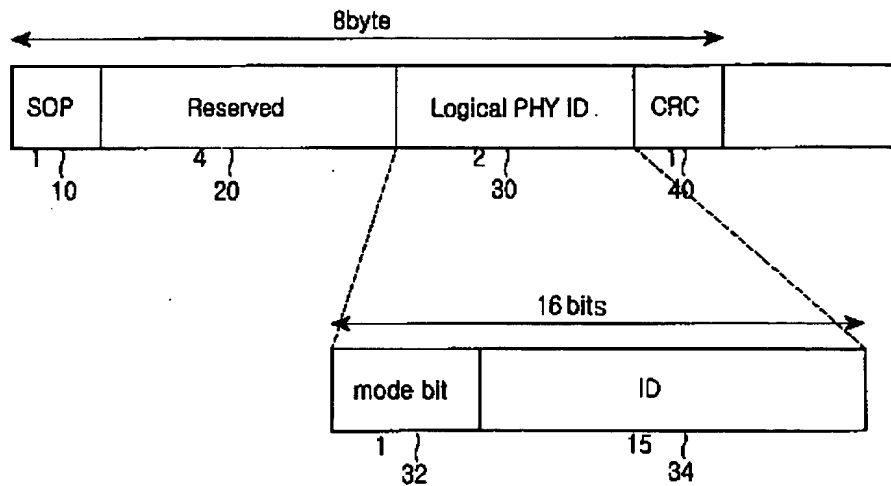 8byte
SOP Reserved Logical PHY ID CRC
1 4 2 1
10 20 30 40
16 bits
mode bit ID
1 15
32 34